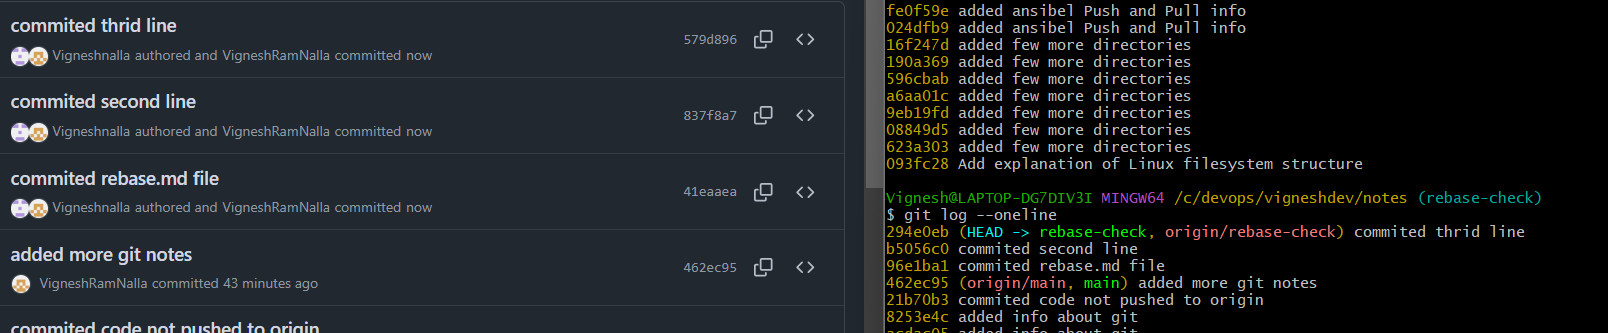 commited thrid line
579d896
Vigneshnalla authored and VigneshRamNalla committed now
commited second line
837f8a7
Vigneshnalla authored and VigneshRamNalla committed now
commited rebase.md file
41eaaea
Vigneshnalla authored and VigneshRamNalla committed now
added more git notes
462ec95
VigneshRamNalla committed 43 minutes ago
commited code not pushed to origin
fe0f59e added ansibel Push and Pull info
024dfb9 added ansibel Push and Pull info
16f247d added few more directories
190a369 added few more directories
596cbab added few more directories
a6aa01c added few more directories
9eb19fd added few more directories
08849d5 added few more directories
623a303 added few more directories
093fc28 Add explanation of Linux filesystem structure
Vignesh@LAPTOP-DG7DIV3I MINGW64 /c/devops/vigneshdev/notes (rebase-check)
$ git log --oneline
294e0eb (HEAD -> rebase-check, origin/rebase-check) commited thrid line
b5056c0 commited second line
96e1ba1 commited rebase.md file
462ec95 (origin/main, main) added more git notes
21b70b3 commited code not pushed to origin
8253e4c added info about git
acdac05 added info about git